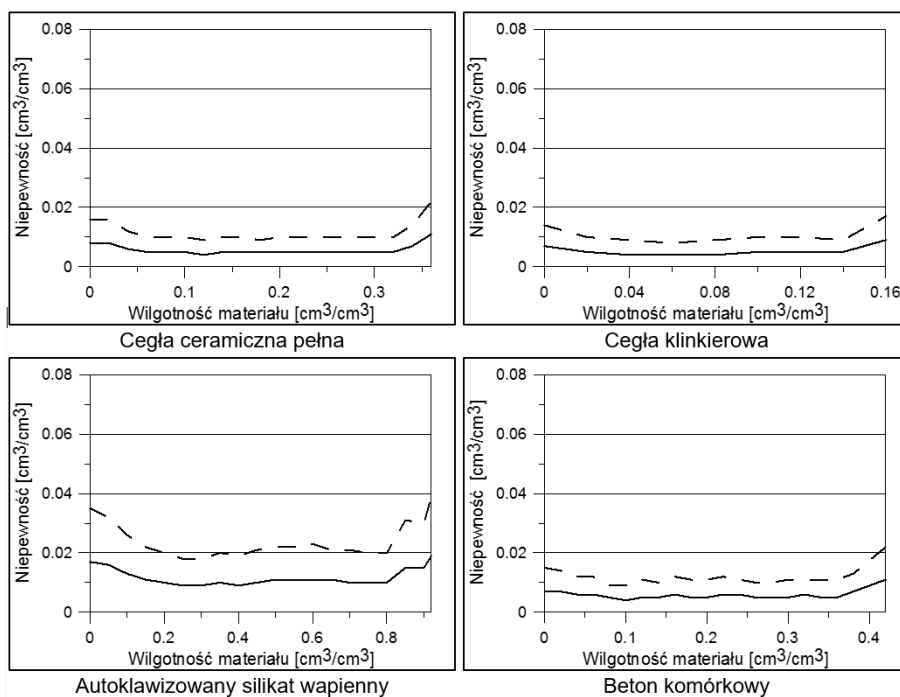 0.08
0.06
0.04
0.02
0
Niepewność [cm3/cm3]
0 0.1 0.2 0.3
Wilgotność materiału [cm3/cm3]
Cegła ceramiczna pełna
0.08
0.06
0.04
0.02
0
Niepewność [cm3/cm3]
0 0.04 0.08 0.12 0.16
Wilgotność materiału [cm3/cm3]
Cegła klinkierowa
0.08
0.06
0.04
0.02
0
Niepewność [cm3/cm3]
0 0.2 0.4 0.6 0.8
Wilgotność materiału [cm3/cm3]
Autoklawizowany silikat wapienny
0.08
0.06
0.04
0.02
0
Niepewność [cm3/cm3]
0 0.1 0.2 0.3 0.4
Wilgotność materiału [cm3/cm3]
Beton komórkowy